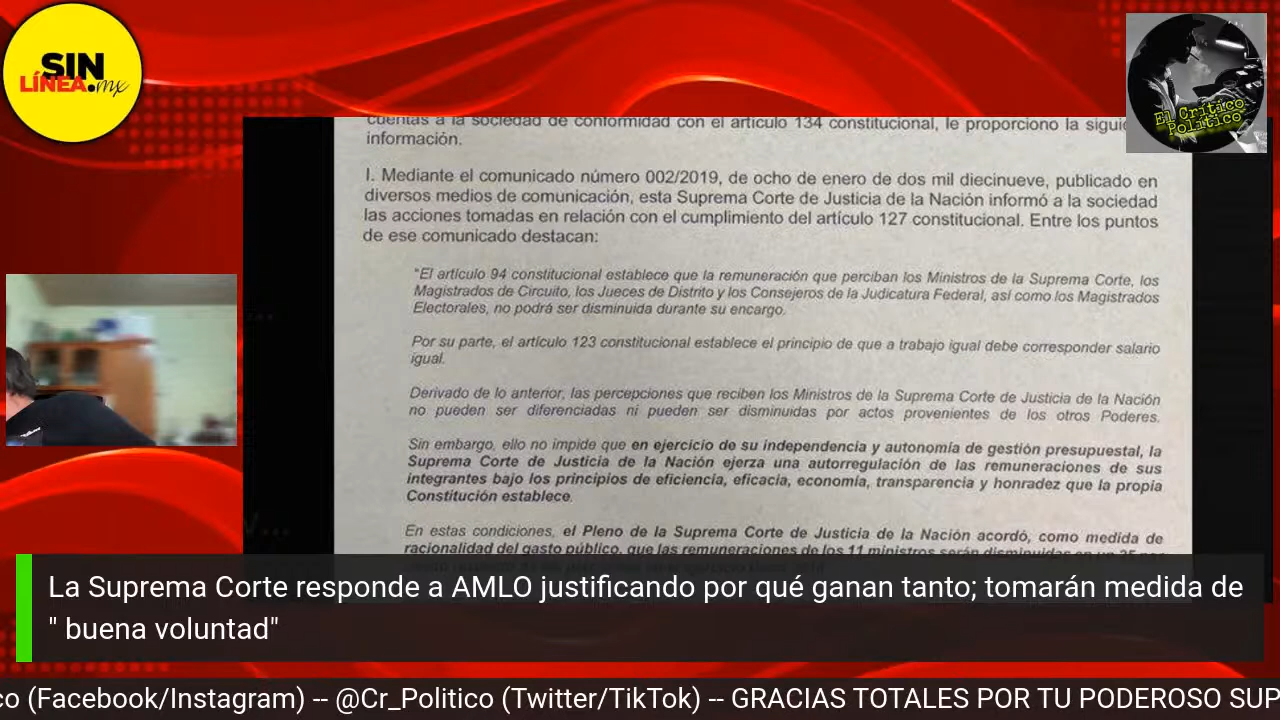 SIN
LÍNEA.mx
El Crítico
Político
cuentas a la sociedad de conformidad con el artículo 134 constitucional, le proporciono la
información.
I. Mediante el comunicado número 002/2019, de ocho de enero de dos mil diecinueve, publicado en
diversos medios de comunicación, esta Suprema Corte de Justicia de la Nación informó a la sociedad
las acciones tomadas en relación con el cumplimiento del artículo 127 constitucional. Entre los puntos
de ese comunicado destacan:
"El artículo 94 constitucional establece que la remuneración que perciban los Ministros de la Suprema Corte, los
Magistrados de Circuito, los Jueces de Distrito y los Consejeros de la Judicatura Federal, así como los Magistrados
Electorales, no podrá ser disminuida durante su encargo.
Por su parte, el artículo 123 constitucional establece el principio de que a trabajo igual debe corresponder salario
igual.
Derivado de lo anterior, las percepciones que reciben los Ministros de la Suprema Corte de Justicia de la Nación
no pueden ser diferenciadas ni pueden ser disminuidas por actos provenientes de los otros Poderes.
Sin embargo, ello no impide que en ejercicio de su independencia y autonomía de gestión presupuestal, la
Suprema Corte de Justicia de la Nación ejerza una autorregulación de las remuneraciones de sus
integrantes bajo los principios de eficiencia, eficacia, economía, transparencia y honradez que la propia
Constitución establece.
En estas condiciones, el Pleno de la Suprema Corte de Justicia de la Nación acordó, como medida de
racionalidad del gasto público, que las remuneraciones de los 11 ministros serán disminuidas en un 25 por
La Suprema Corte responde a AMLO justificando por qué ganan tanto; tomarán medida de
" buena voluntad"
co (Facebook/Instagram) -- @Cr_Politico (Twitter/TikTok) -- GRACIAS TOTALES POR TU PODEROSO SUP